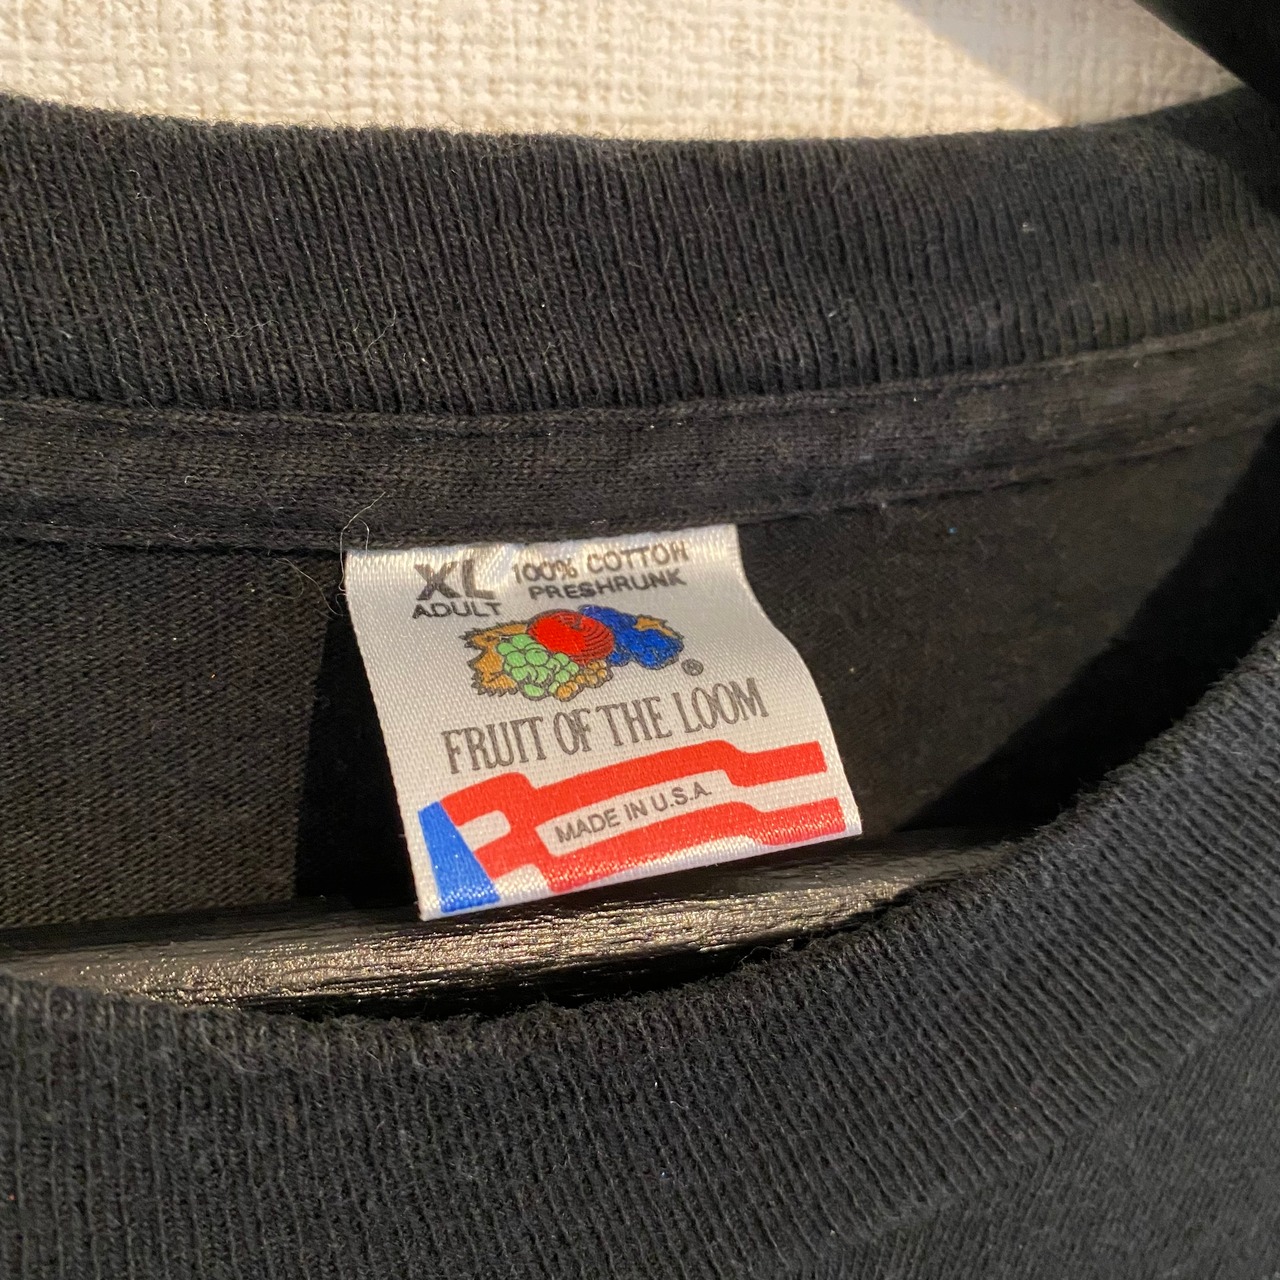 XL 100% COTTON
ADULT PRESHRUNK
®
FRUIT OF THE LOOM
MADE IN U.S.A.